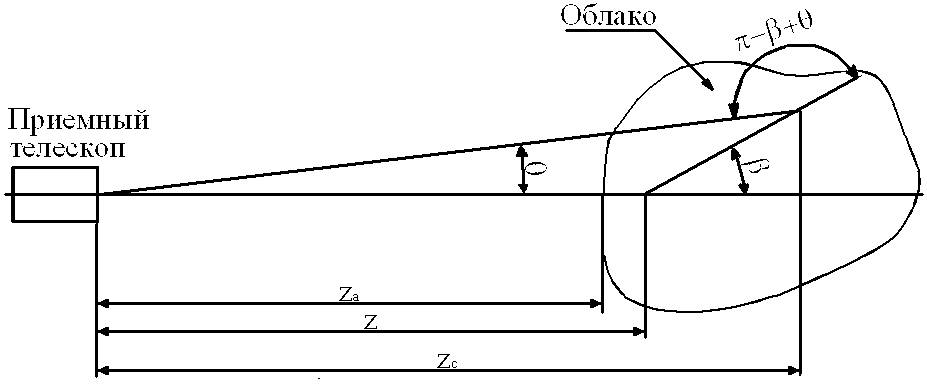 Облако
π−β+θ
Приемный
телескоп
θ
β
Za
Z
Zc